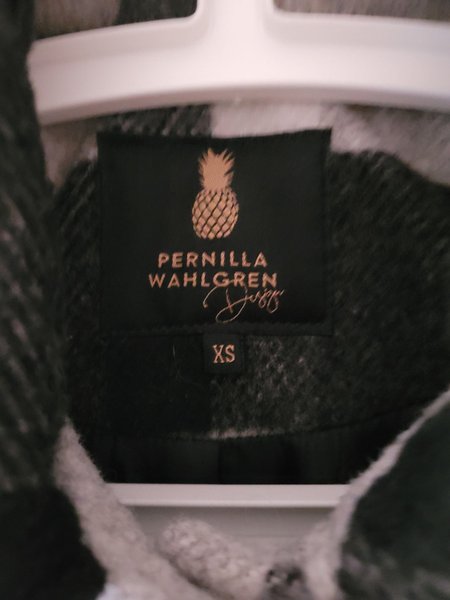 PERNILLA
WAHLGREN
Design
XS